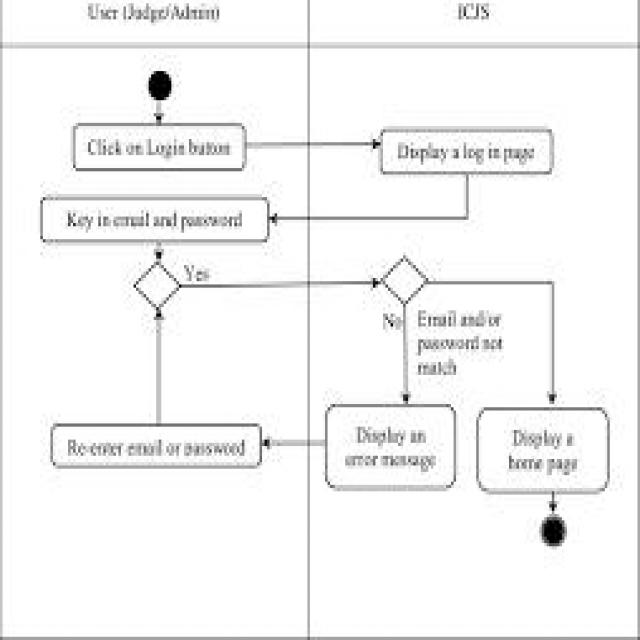 User (Judge/Admin)
ICJS
Click on Login button
Display a log in page
Key in email and password
Yes
No
Email and/or
password not
match
Display an
error message
Display a
home page
Re-enter email or password